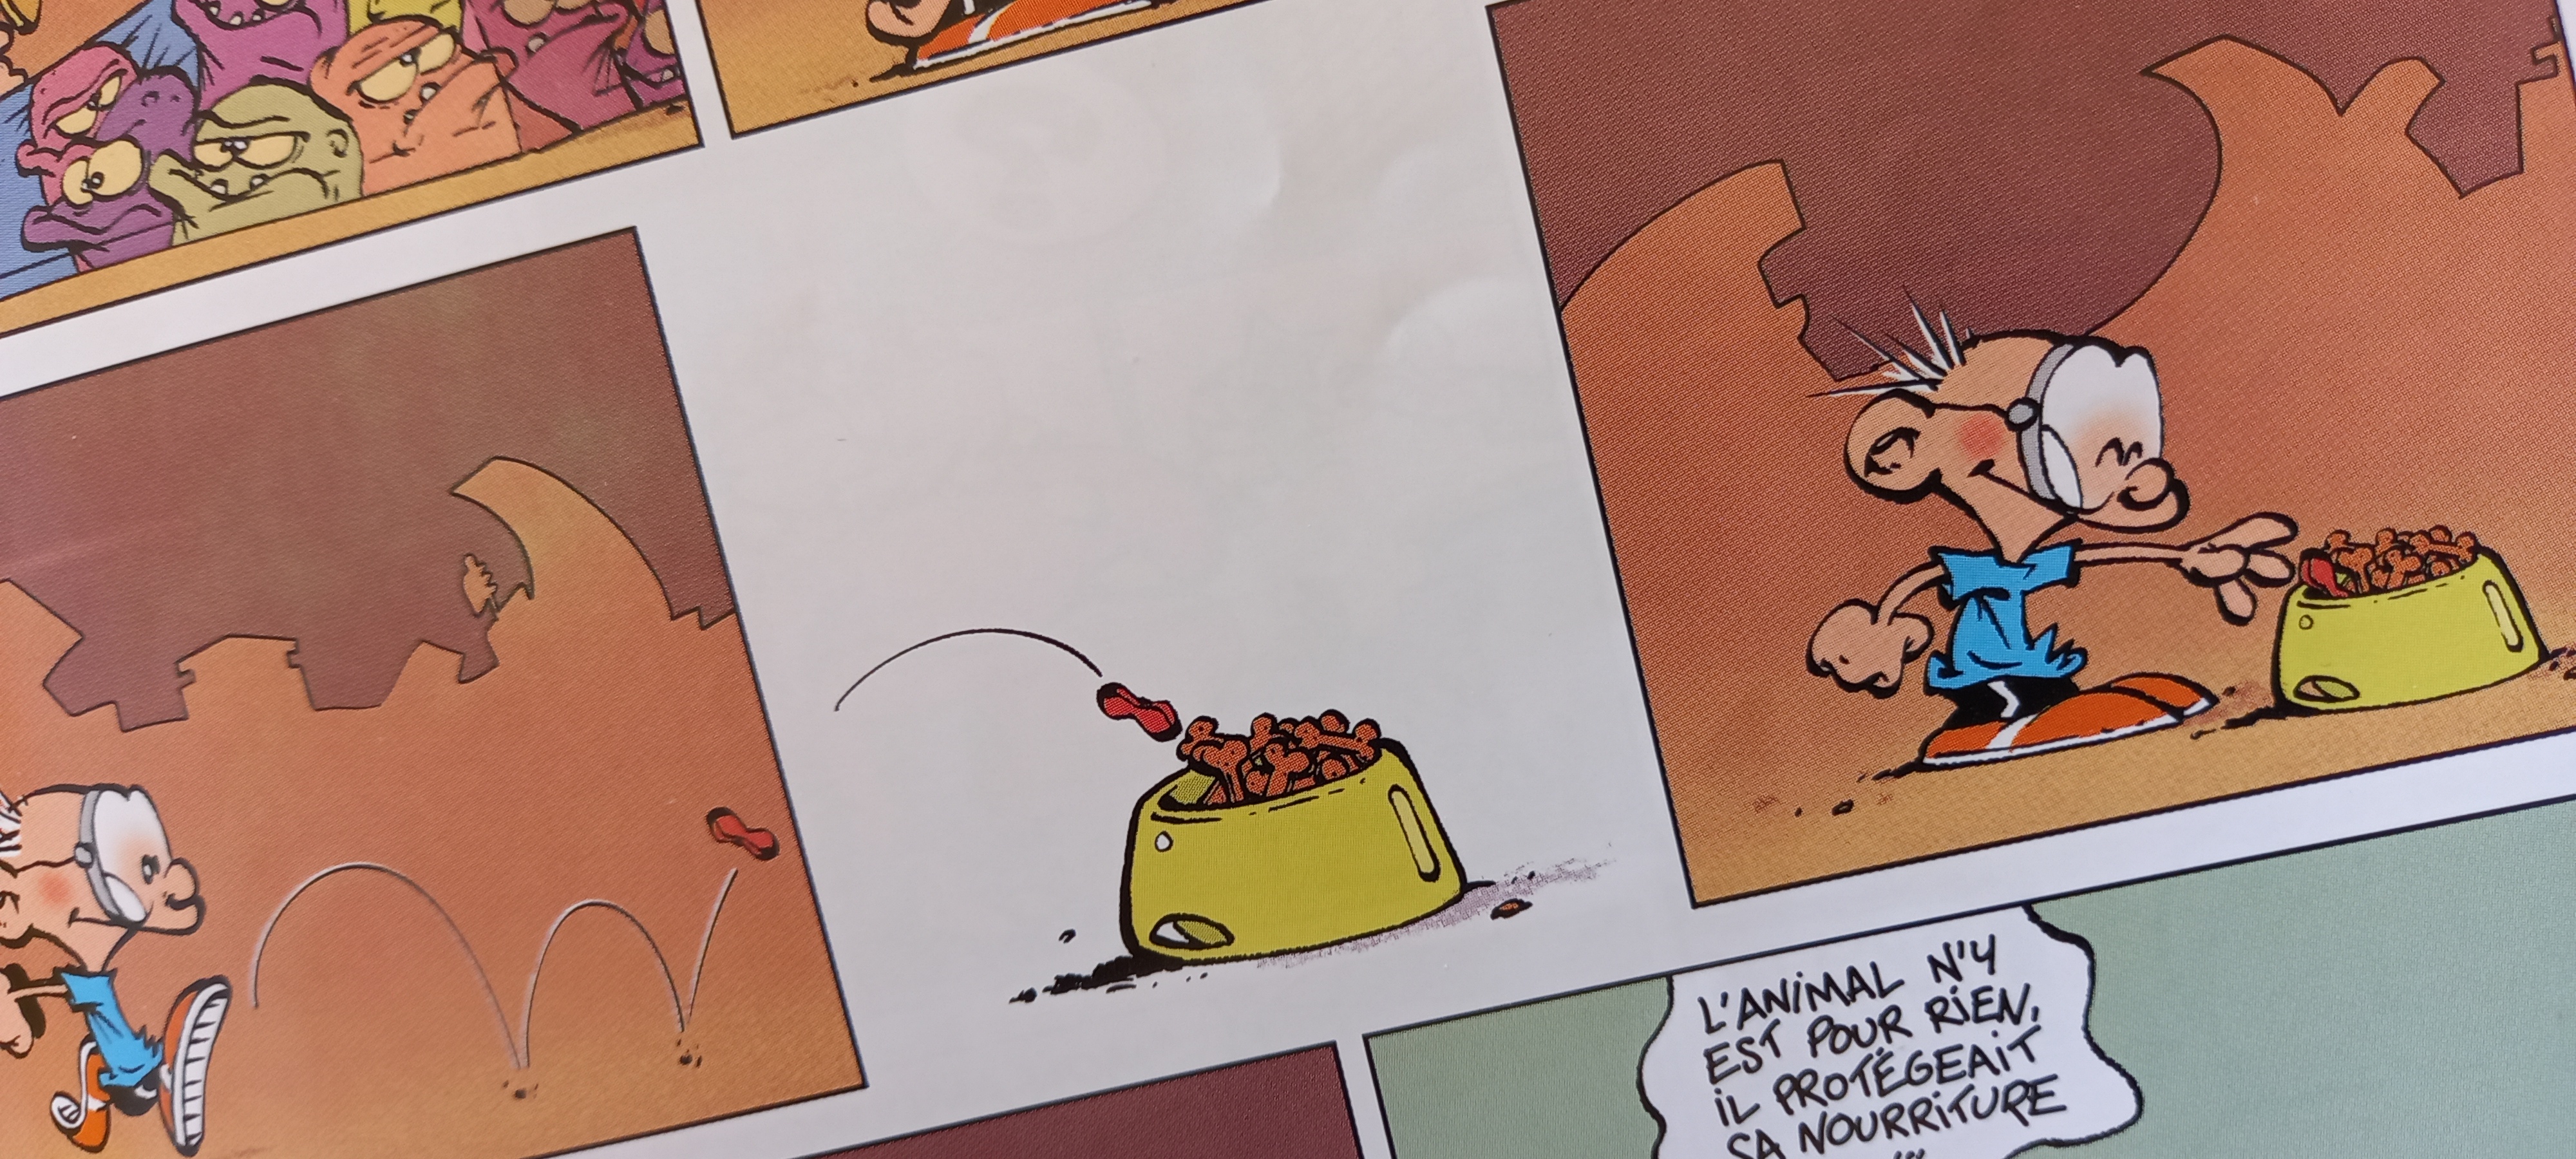 L'ANIMAL N'Y
EST POUR RIEN,
IL PROTÉGEAIT
SA NOURRITURE